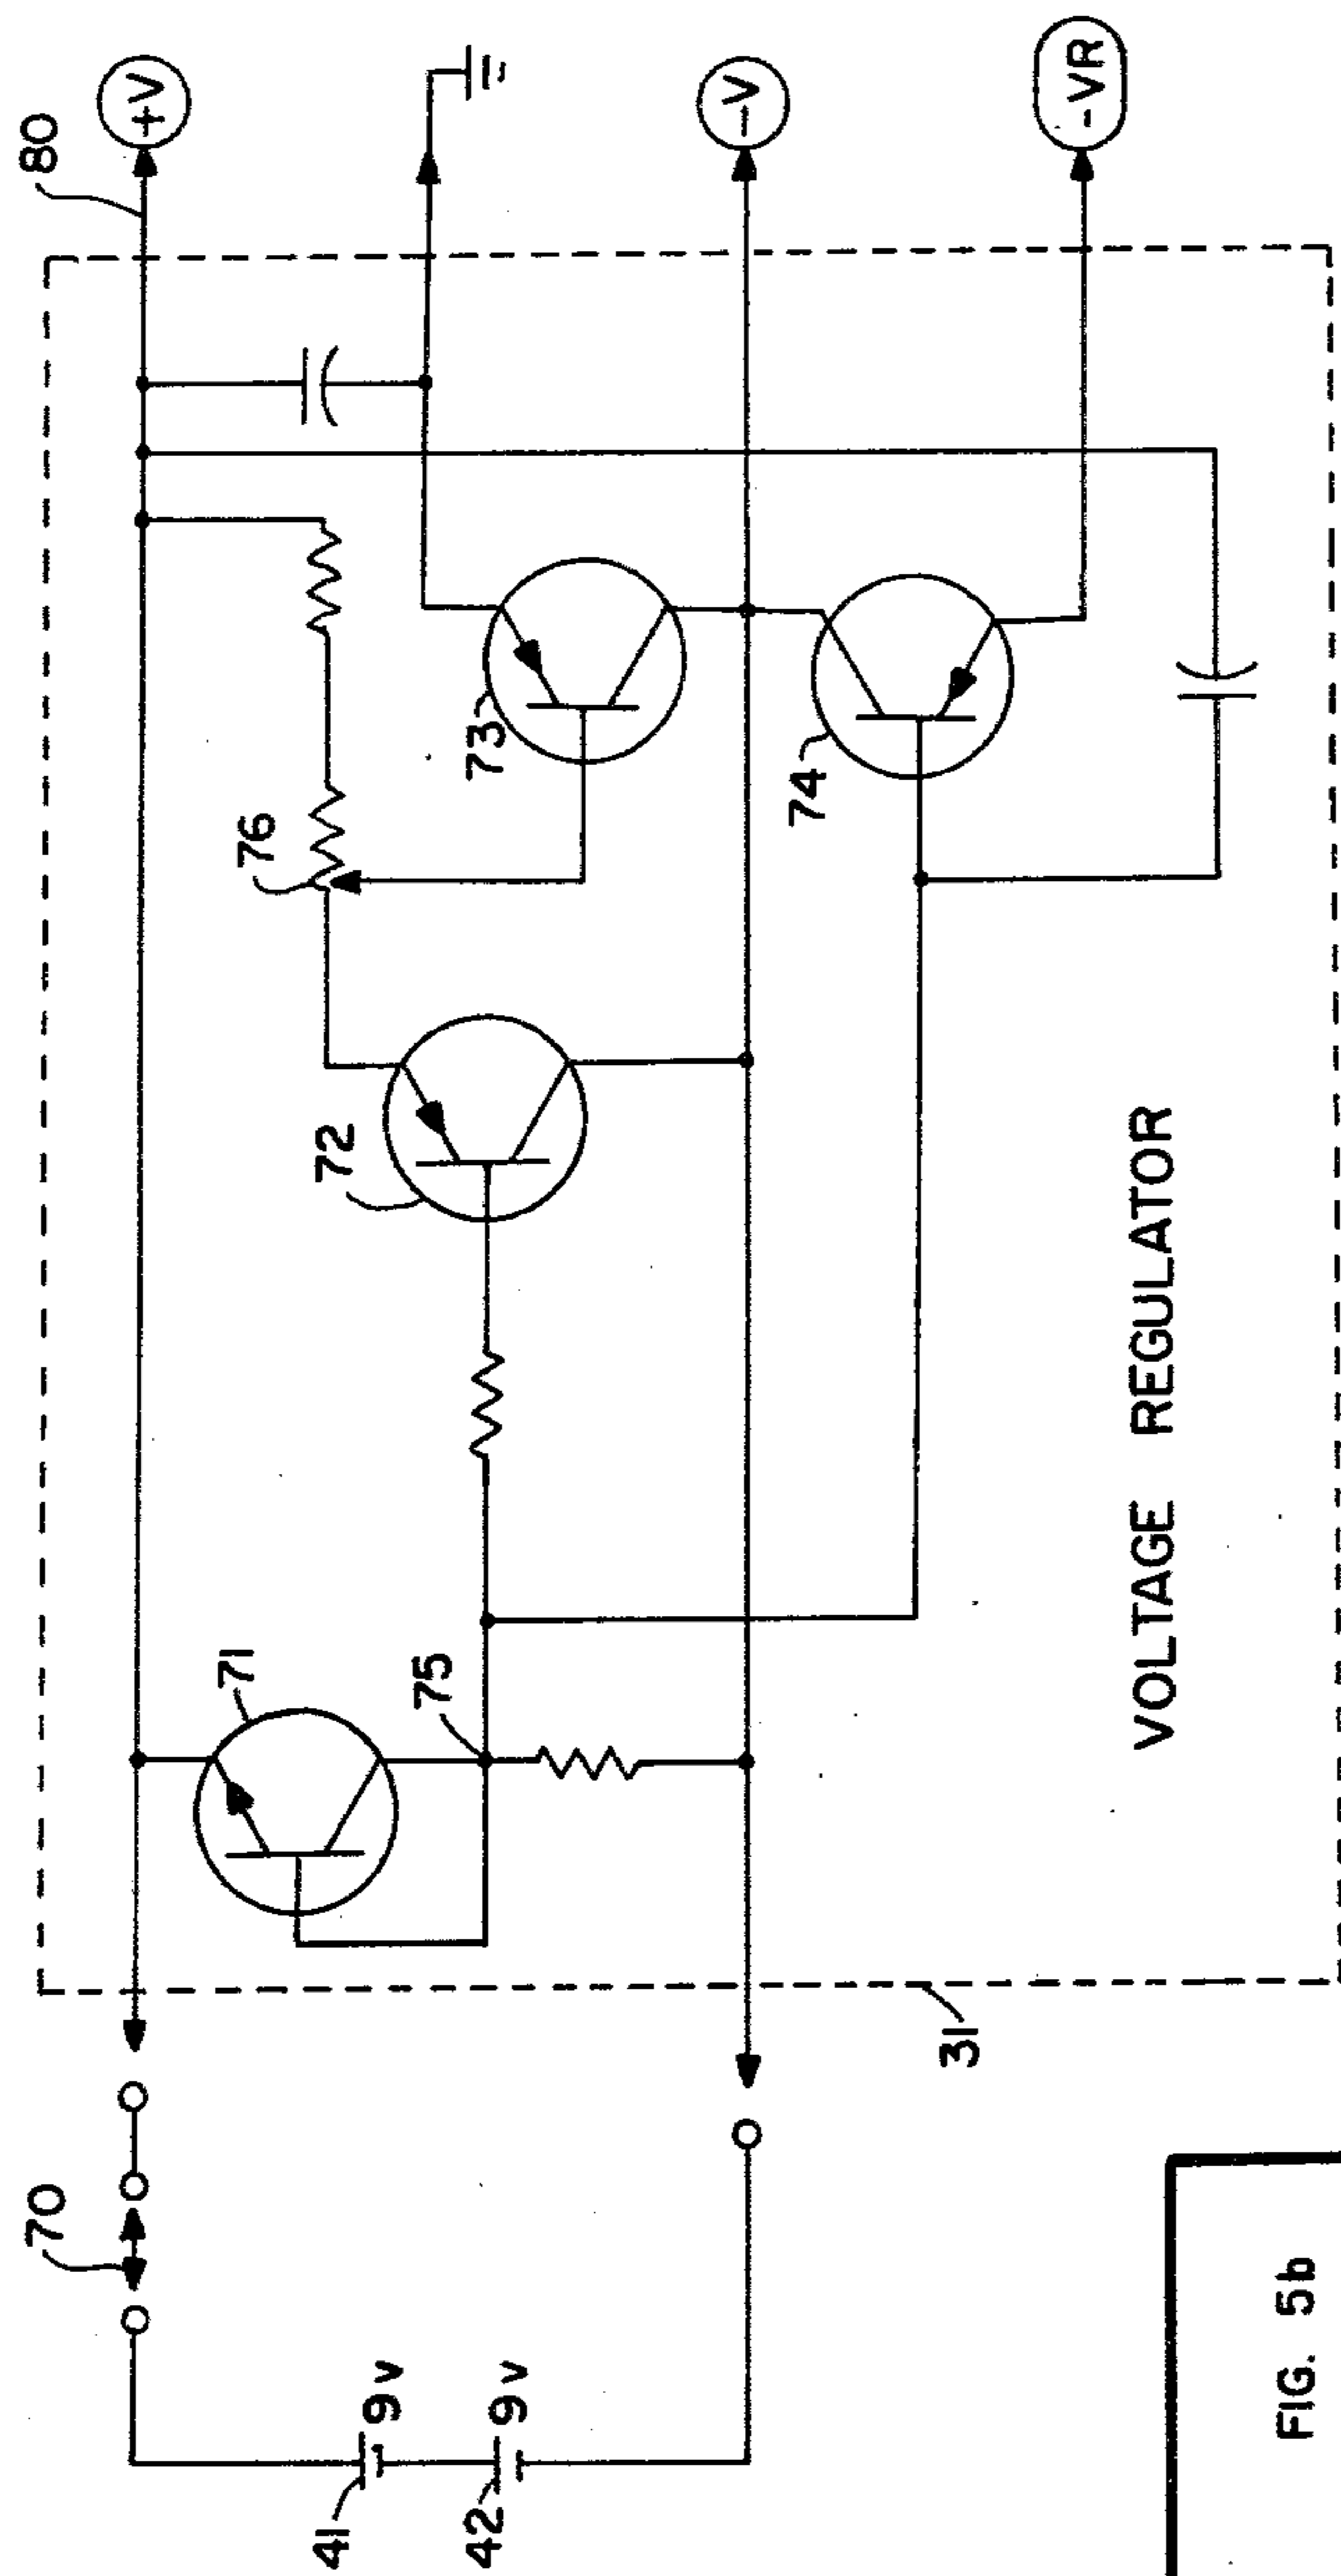 80
+V
-V
-VR
76
73
74
72
71
75
70
31
41
9V
42
9V
VOLTAGE REGULATOR
FIG. 5b